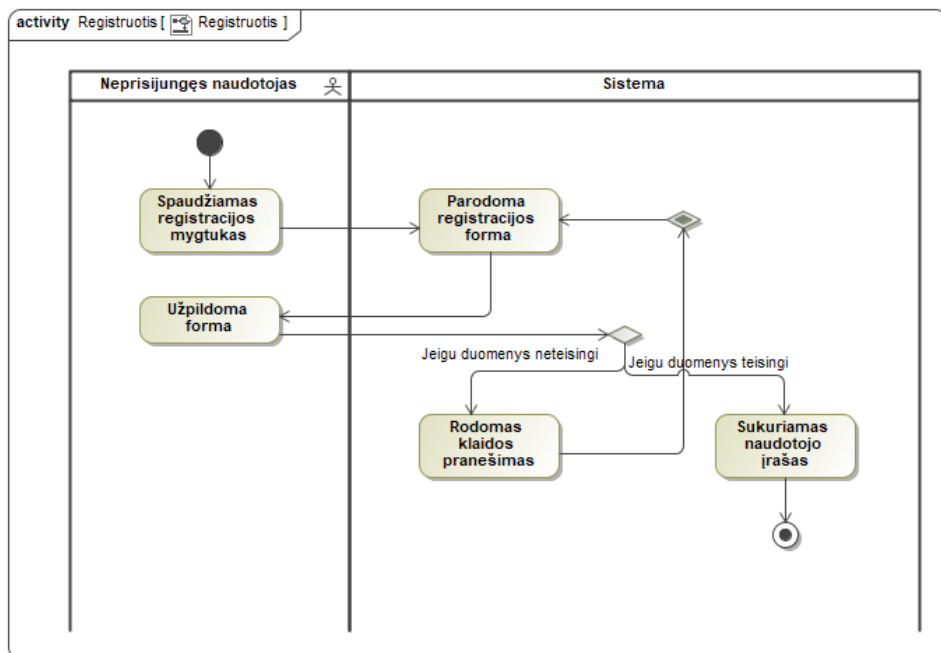 activity Registruotis [ Registruotis ]
Neprisijungęs naudotojas
Sistema
Spaudžiamas
registracijos
mygtukas
Parodoma
registracijos
forma
Užpildoma
forma
Jeigu duomenys neteisingi
Jeigu duomenys teisingi
Rodomas
klaidos
pranešimas
Sukuriamas
naudotojo
įrašas